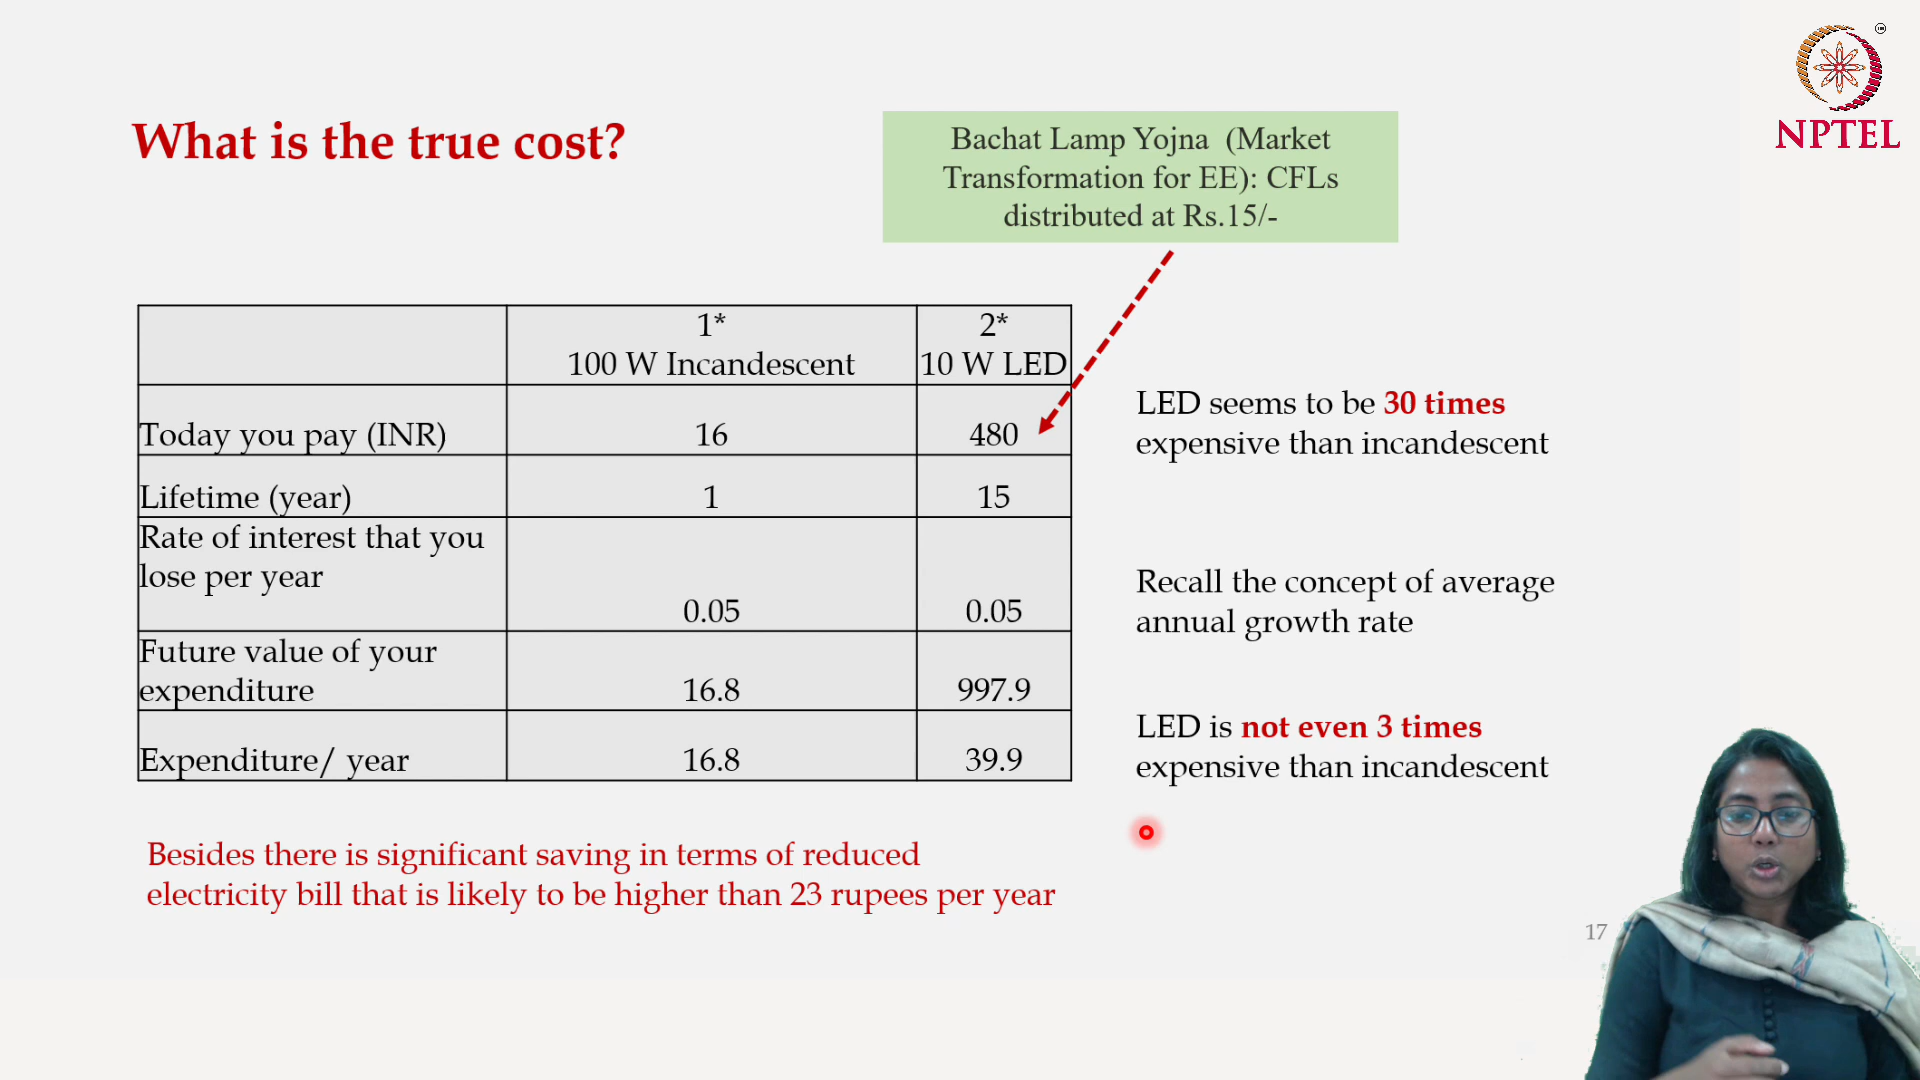 What is the true cost?
Bachat Lamp Yojna (Market
Transformation for EE): CFLs
distributed at Rs.15/-
NPTEL
1*
100 W Incandescent
2*
10 W LED
Today you pay (INR)
16
480
Lifetime (year)
1
15
Rate of interest that you
lose per year
0.05
0.05
Future value of your
expenditure
16.8
997.9
Expenditure/ year
16.8
39.9
LED seems to be 30 times
expensive than incandescent
Recall the concept of average
annual growth rate
LED is not even 3 times
expensive than incandescent
Besides there is significant saving in terms of reduced
electricity bill that is likely to be higher than 23 rupees per year
17